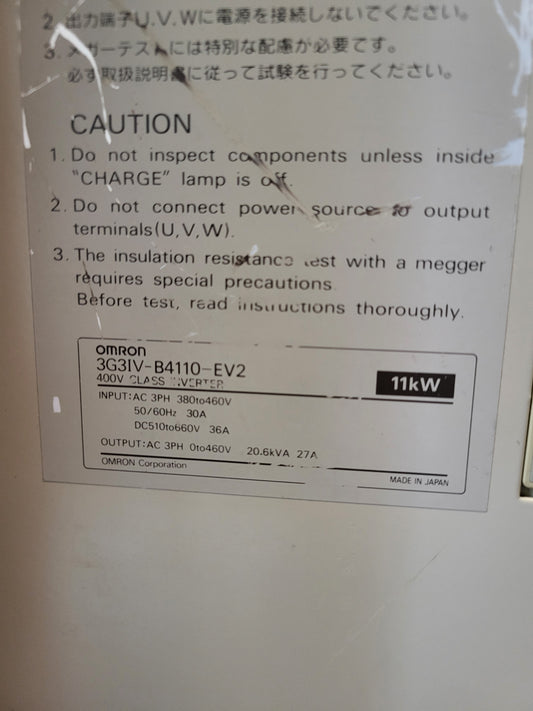 2. 出力端子U.V.Wに電源を接続しないでください。
3. メガーテストには特別な配慮が必要です。
必ず取扱説明書に従って試験を行ってください。
CAUTION
1. Do not inspect components unless inside
"CHARGE" lamp is off.
2. Do not connect power source to output
terminals(U,V,W).
3. The insulation resistance test with a megger
requires special precautions
Before test, read instructions thoroughly.
OMRON
3G3IV-B4110-EV2
400V CLASS INVERTER
11kW
INPUT:AC 3PH 380to460V
50/60Hz 30A
DC510to660V 36A
OUTPUT:AC 3PH 0to460V 20.6kVA 27A
OMRON Corporation
MADE IN JAPAN